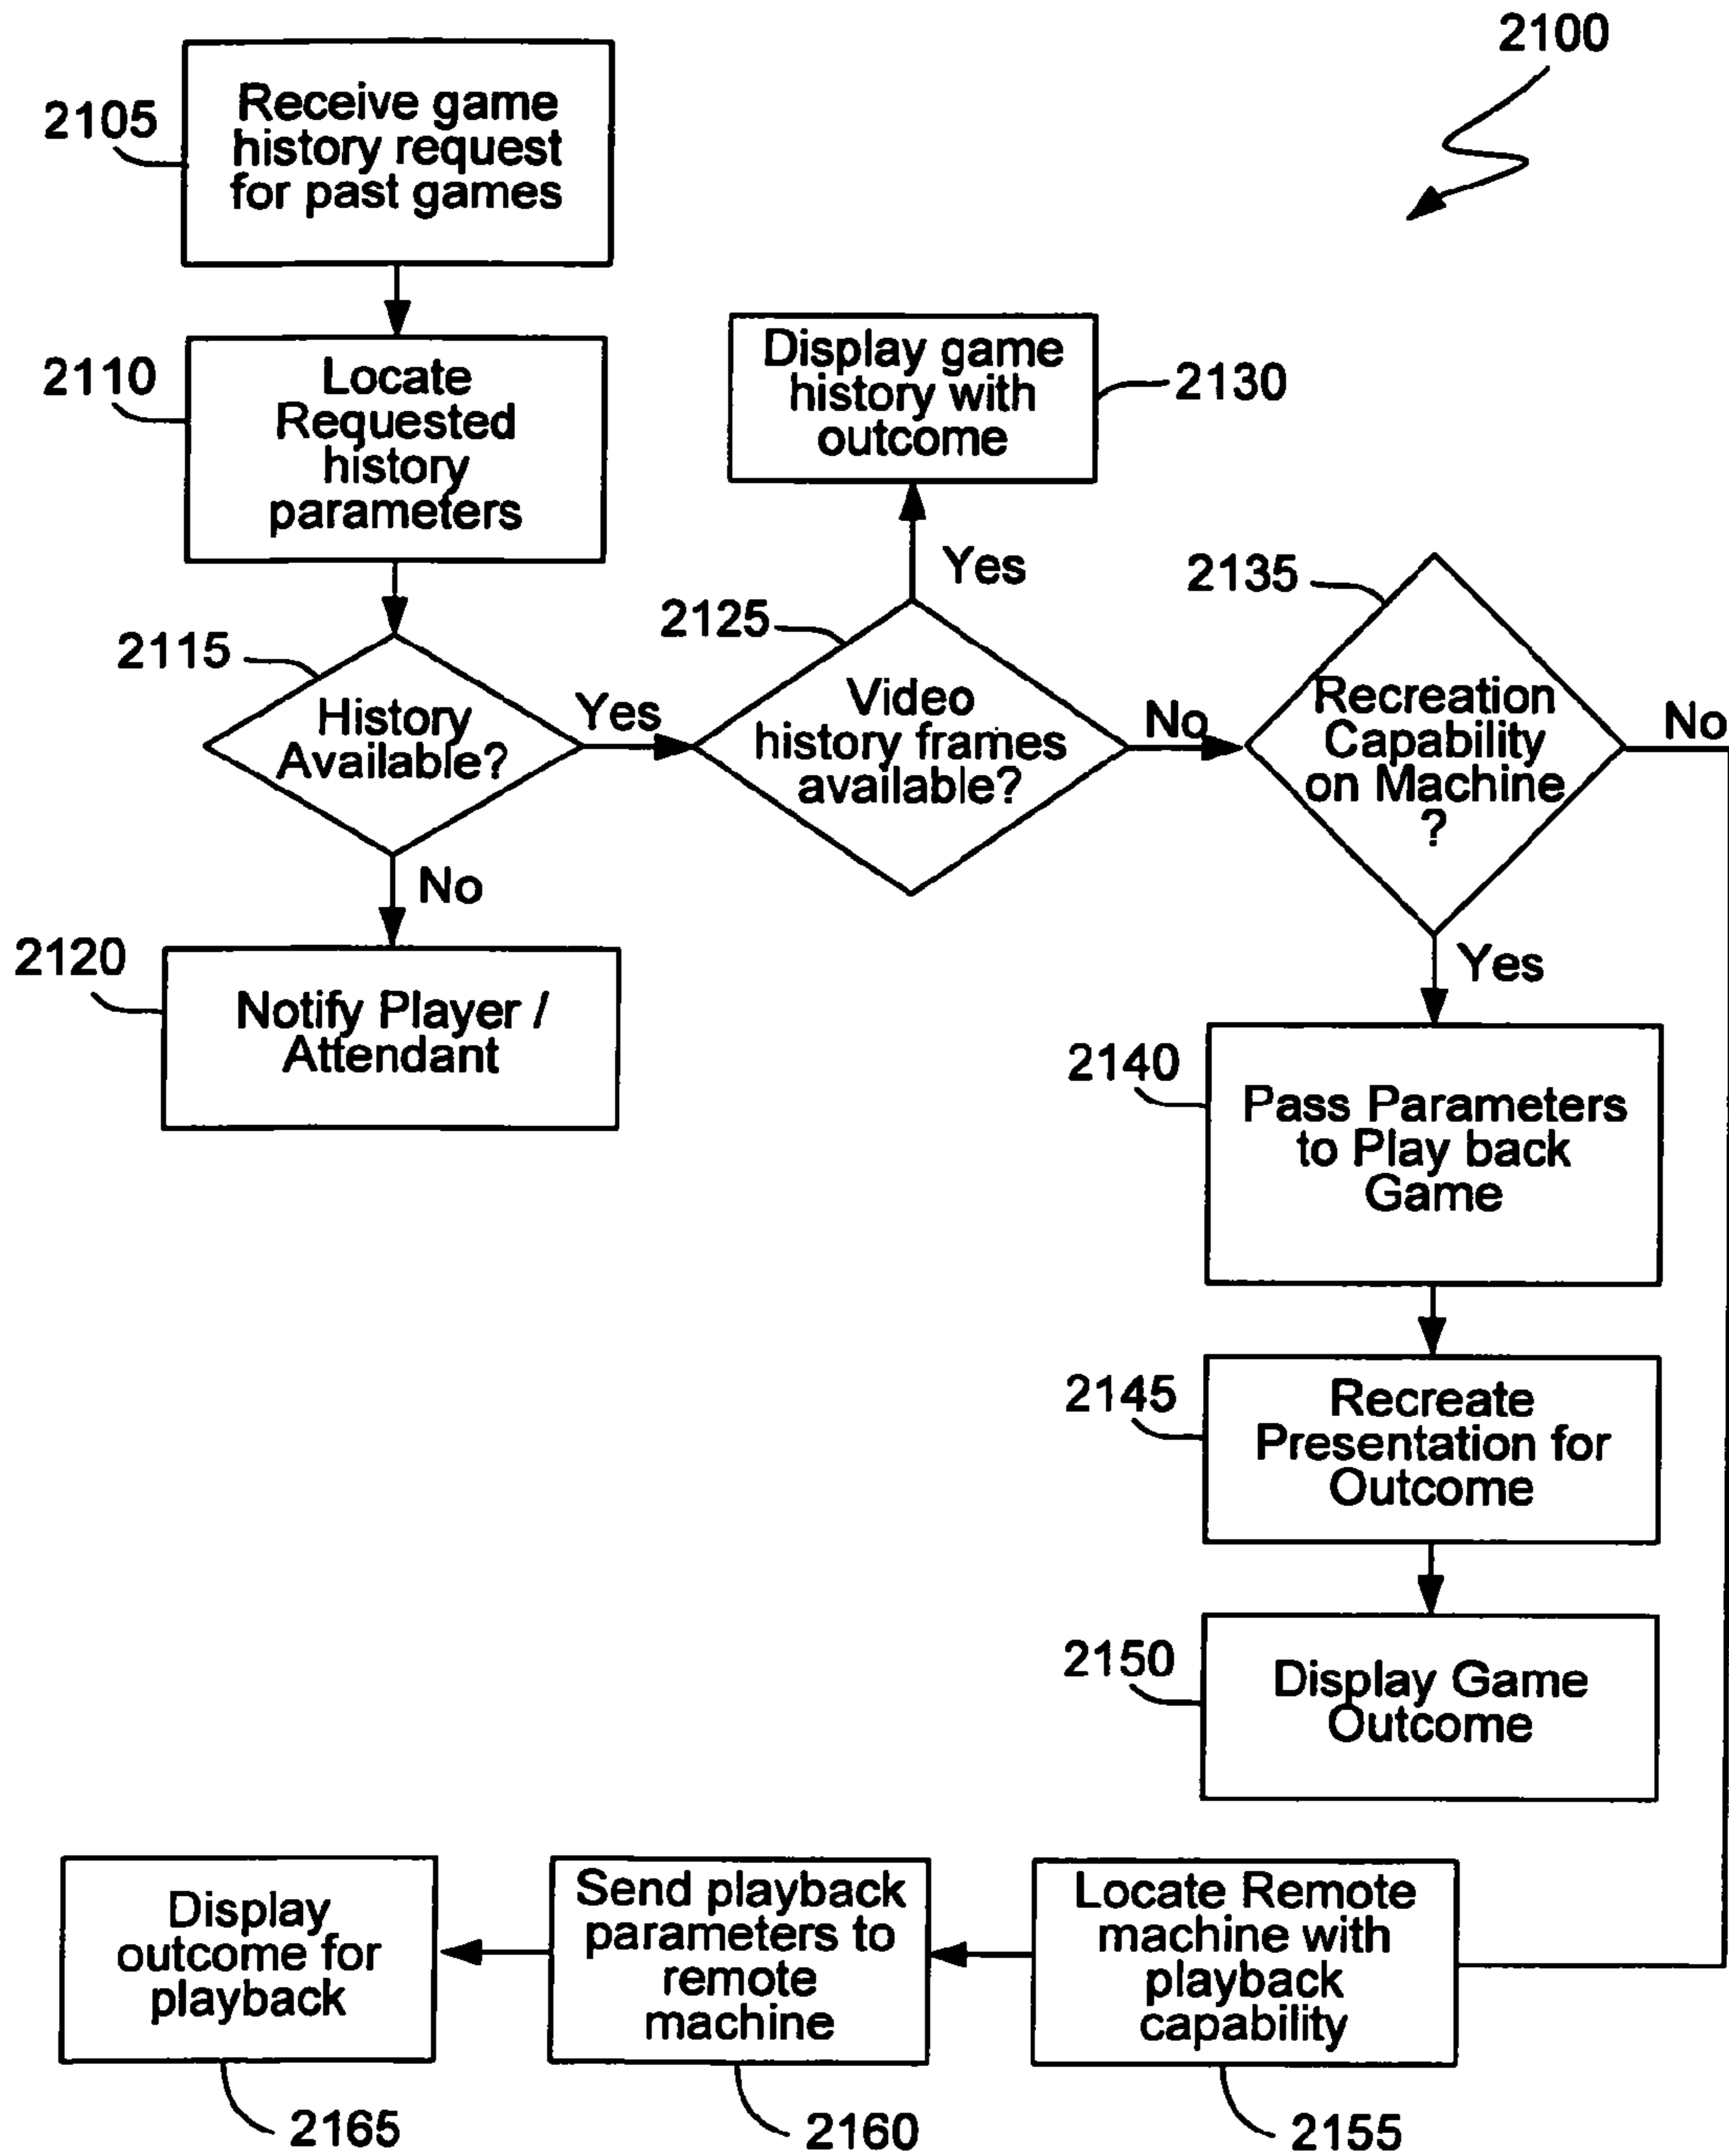 2100
2105
Receive game
history request
for past games
2110
Locate
Requested
history
parameters
Display game
history with
outcome
2130
Yes
2115
History
Available?
Yes
2125
Video
history frames
available?
No
2135
Recreation
Capability
on Machine
?
No
No
2120
Notify Player /
Attendant
Yes
2140
Pass Parameters
to Play back
Game
2145
Recreate
Presentation for
Outcome
2150
Display Game
Outcome
Display
outcome for
playback
Send playback
parameters to
remote
machine
Locate Remote
machine with
playback
capability
2165
2160
2155